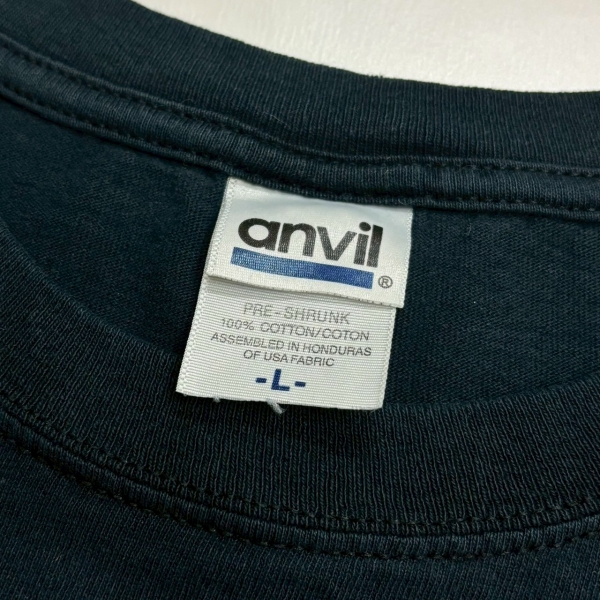 anvil
®
PRE-SHRUNK
100% COTTON/COTON
ASSEMBLED IN HONDURAS
OF USA FABRIC
-L-